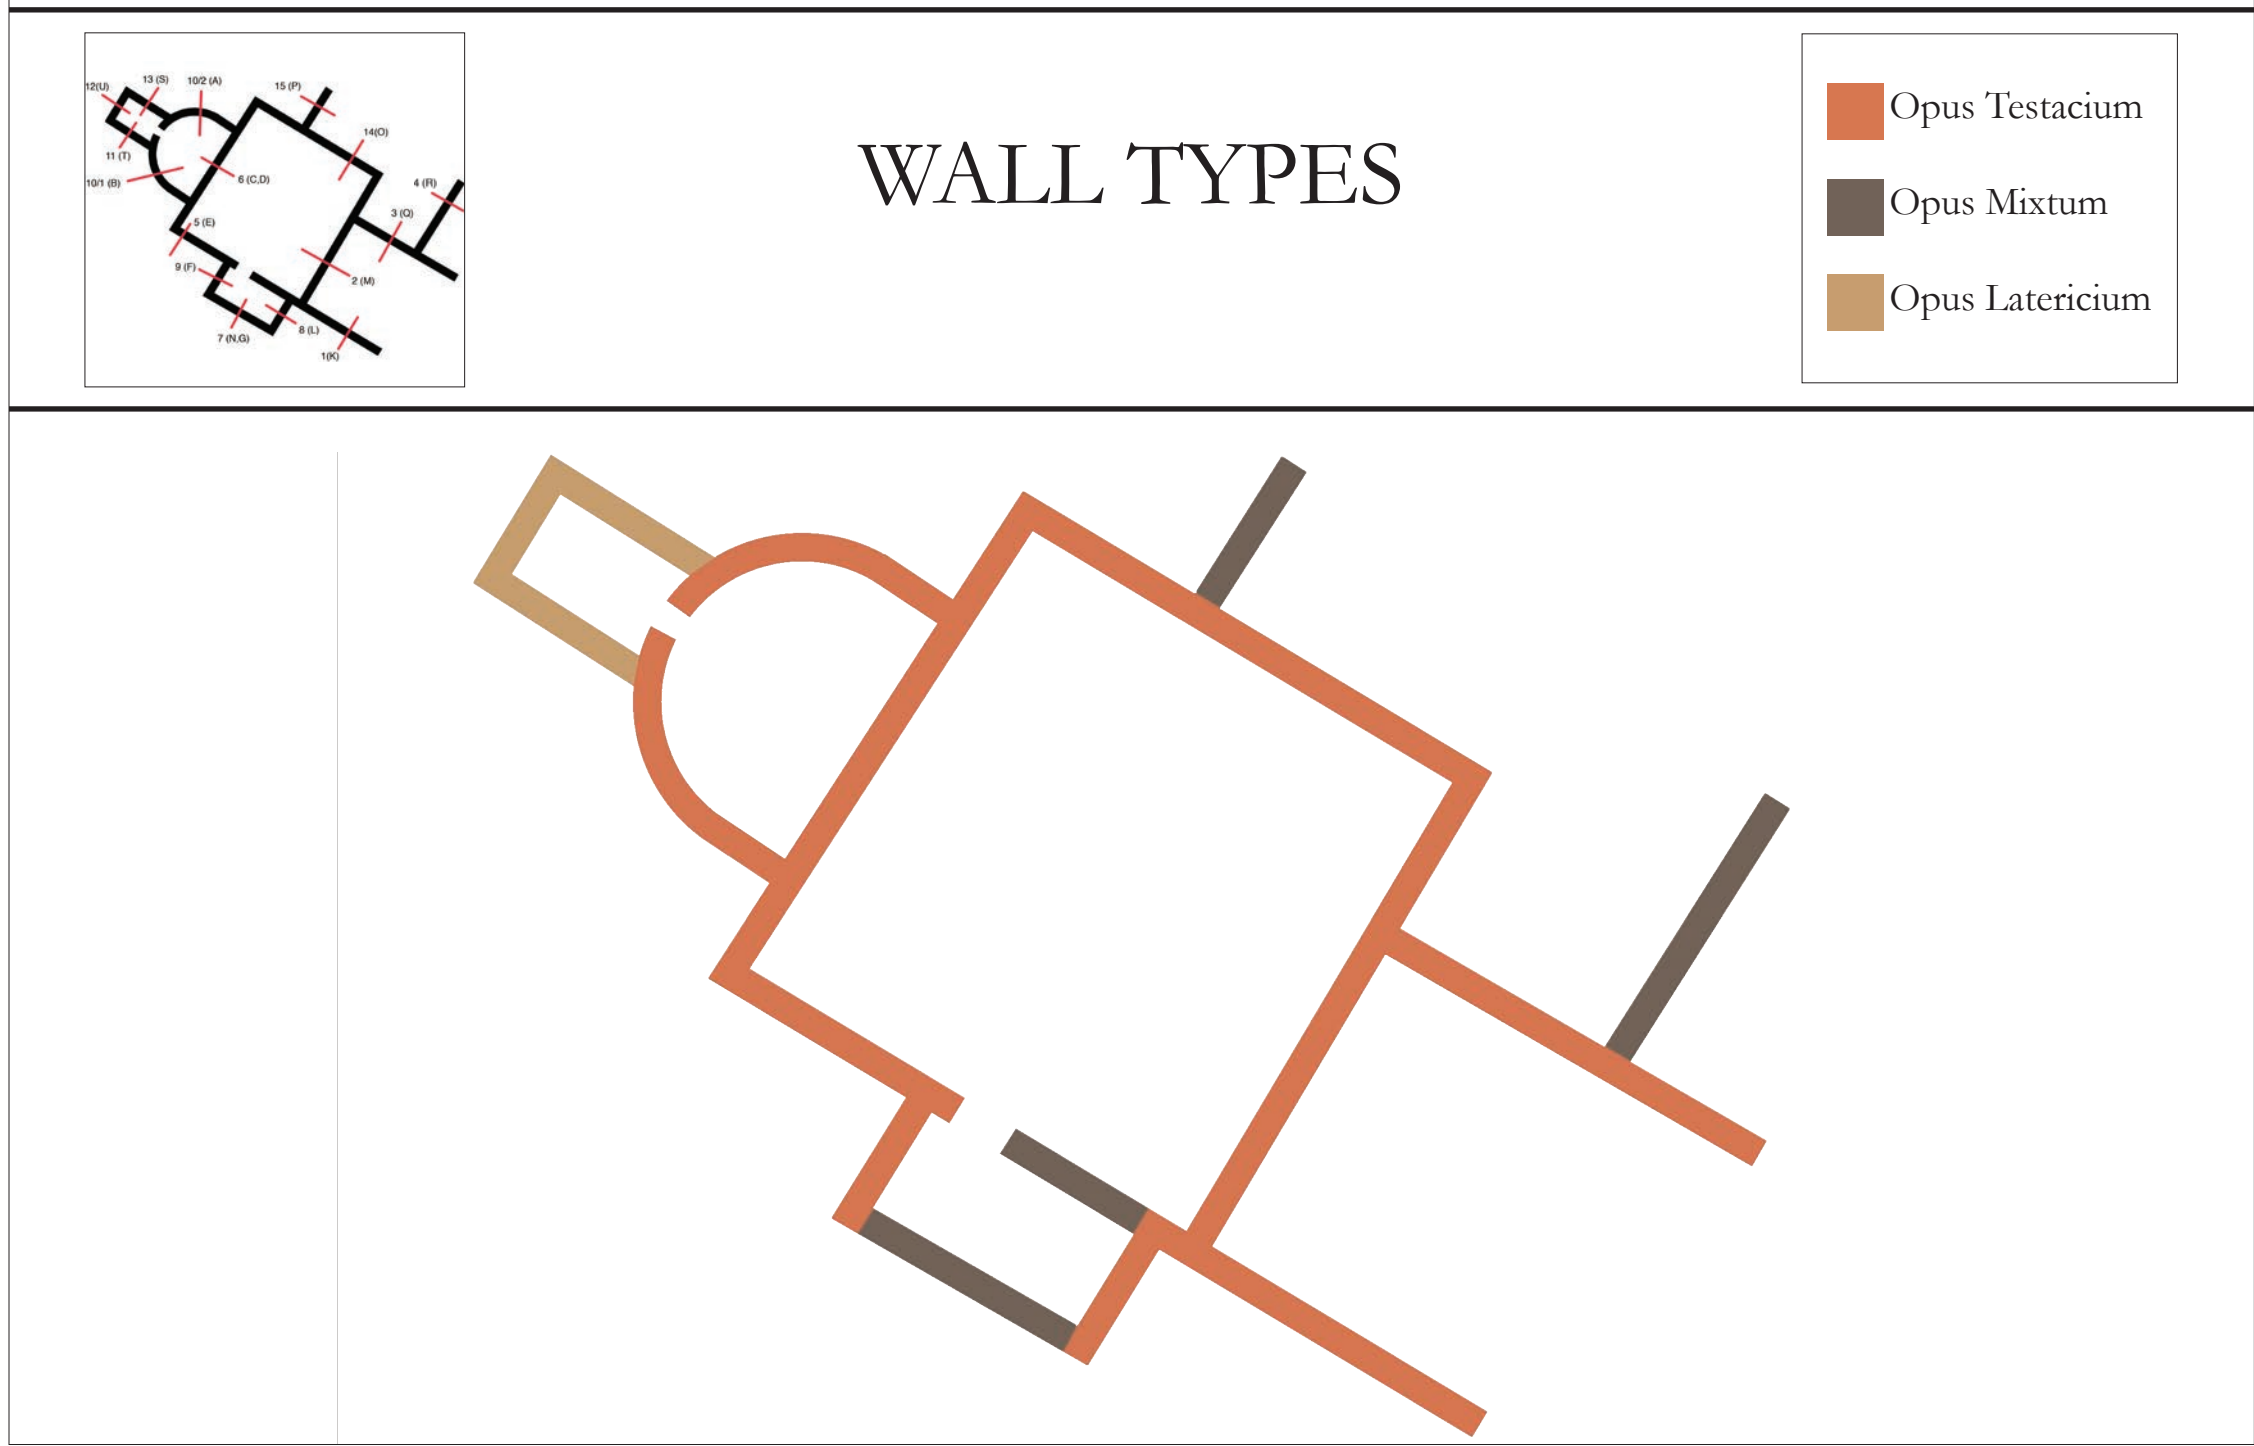 12(U)
13 (S)
10/2 (A)
15 (P)
14(O)
11 (T)
10/1 (B)
6 (C,D)
4 (R)
3 (Q)
5 (E)
9 (F)
2 (M)
8 (L)
7 (N,G)
1(K)
WALL TYPES
Opus Testacium
Opus Mixtum
Opus Latericium